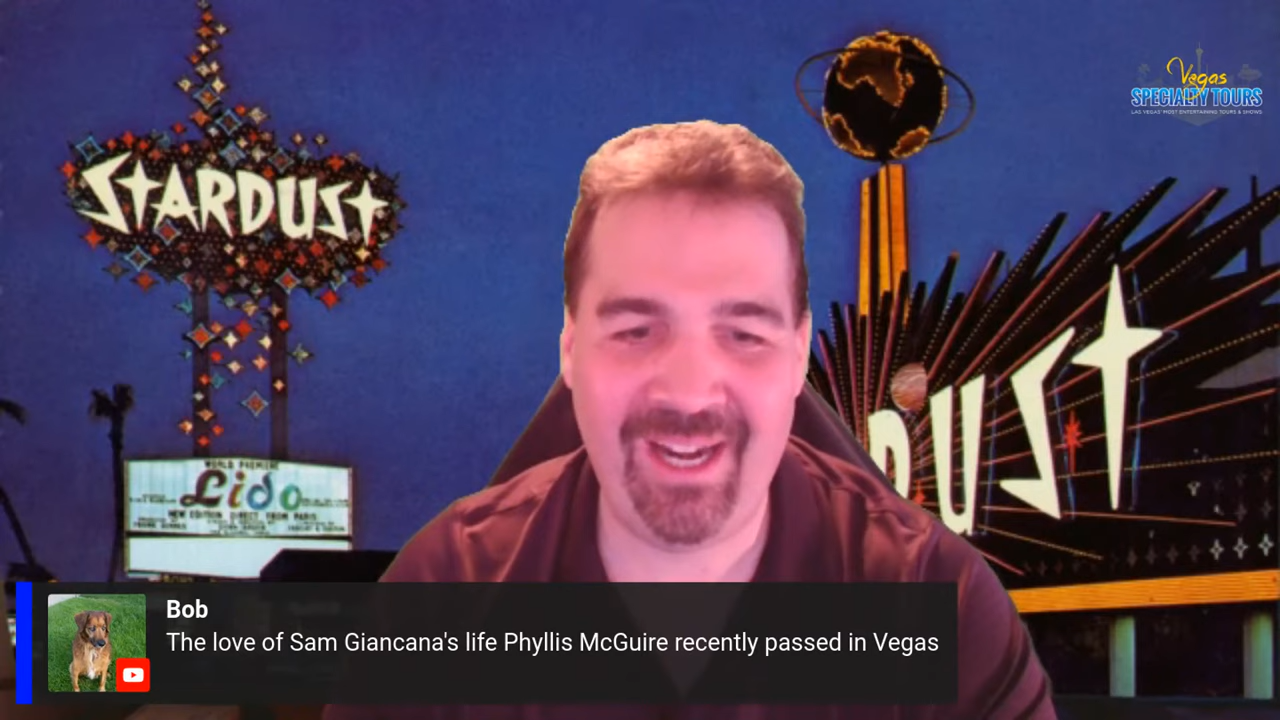 STARDUST
Vegas
SPECIALTY TOURS
LAS VEGAS' MOST ENTERTAINING TOURS & SHOWS
DUST
WORLD PREMIERE
Lido
NEW EDITION DIRECT FROM PARIS
Bob
The love of Sam Giancana's life Phyllis McGuire recently passed in Vegas